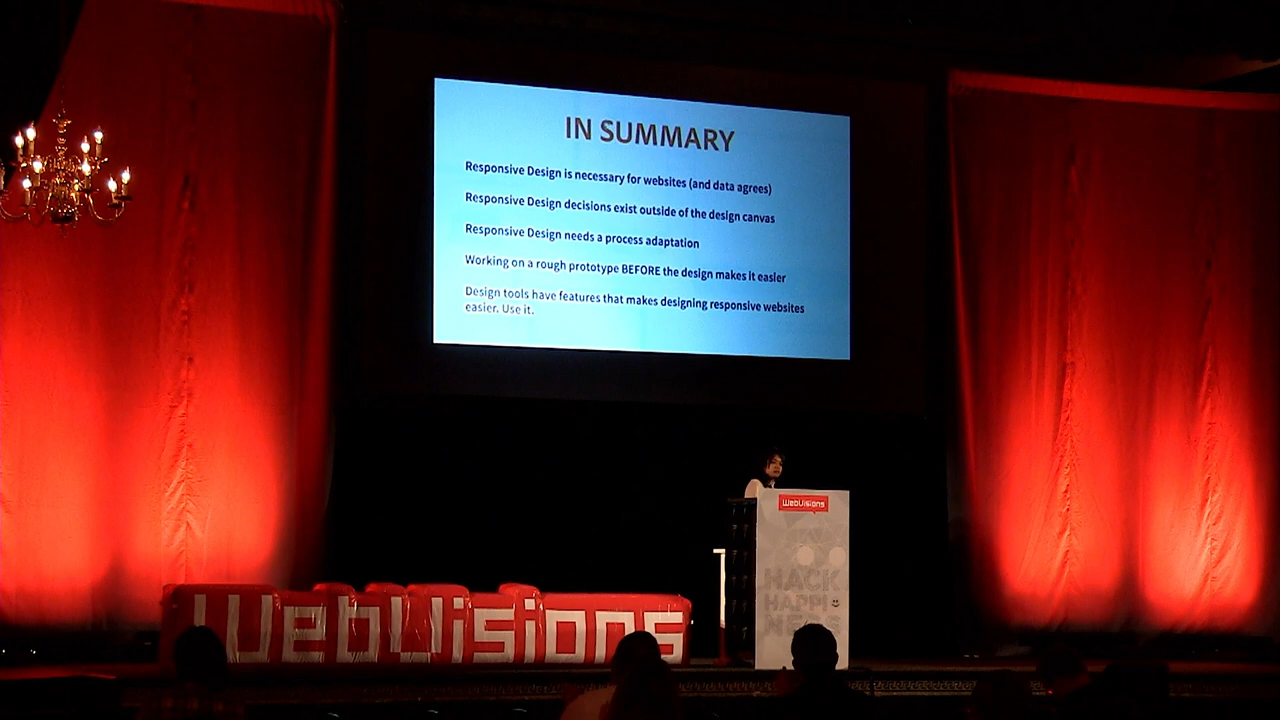 IN SUMMARY
Responsive Design is necessary for websites (and data agrees)
Responsive Design decisions exist outside of the design canvas
Responsive Design needs a process adaptation
Working on a rough prototype BEFORE the design makes it easier
Design tools have features that makes designing responsive websites
easier. Use it.
WebVisions
HACK
HAPPI
NESS
WebVisions